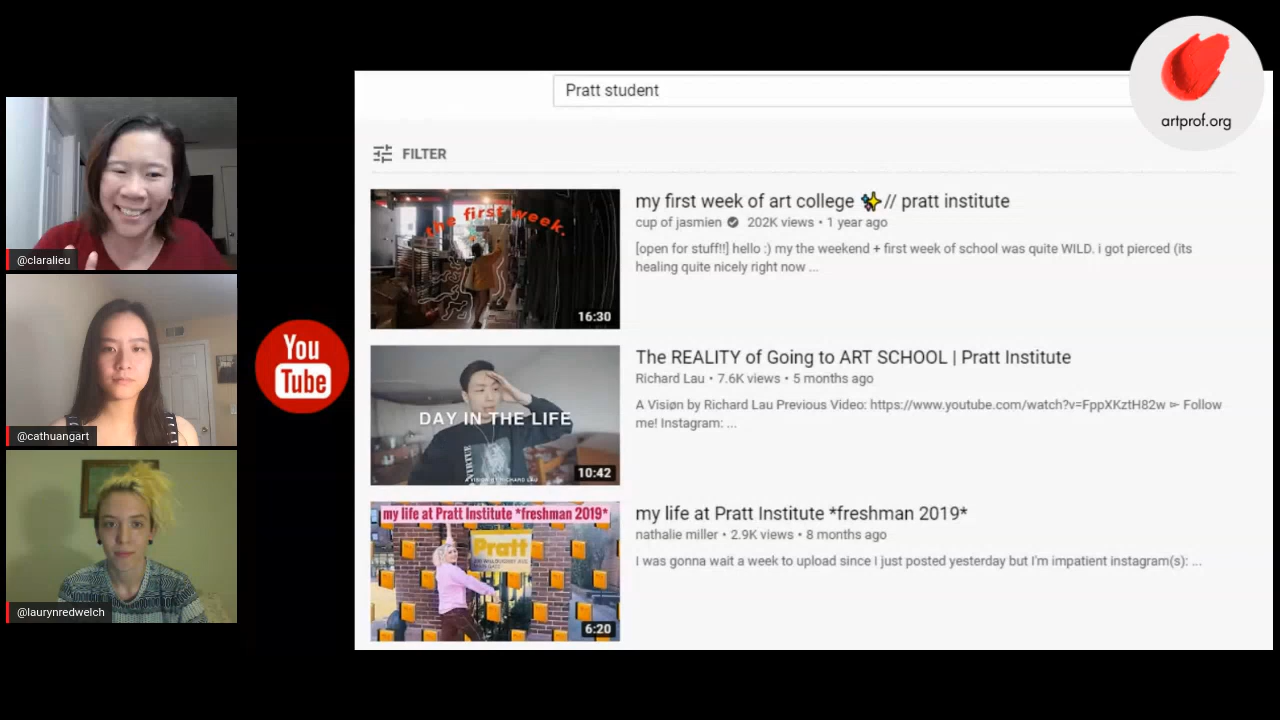 Pratt student
artprof.org
FILTER
the first week.
16:30
my first week of art college ✨// pratt institute
cup of jasmien 202K views • 1 year ago
[open for stuff!!] hello :) my the weekend + first week of school was quite WILD. i got pierced (its
healing quite nicely right now ...
@claralieu
@cathuangart
@laurynredwelch
You
Tube
DAY IN THE LIFE
VIRTUE
A VISION BY RICHARD LAU
10:42
The REALITY of Going to ART SCHOOL | Pratt Institute
Richard Lau • 7.6K views • 5 months ago
A Visiøn by Richard Lau Previous Video: https://www.youtube.com/watch?v=FppXKztH82w ► Follow
me! Instagram: ...
my life at Pratt Institute *freshman 2019*
Pratt
6:20
my life at Pratt Institute *freshman 2019*
nathalie miller • 2.9K views • 8 months ago
I was gonna wait a week to upload since I just posted yesterday but I'm impatient instagram(s): ...